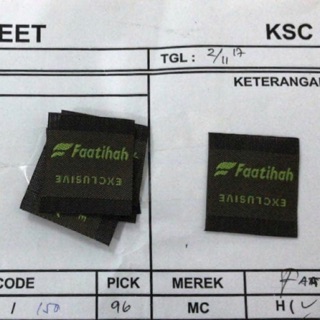 EET KSC
TGL : 2/11 17
KETERANGAN
Faatihah
EXCLUSIVE
Faatihah
EXCLUSIVE
CODE PICK MEREK
1 150 96 MC H(